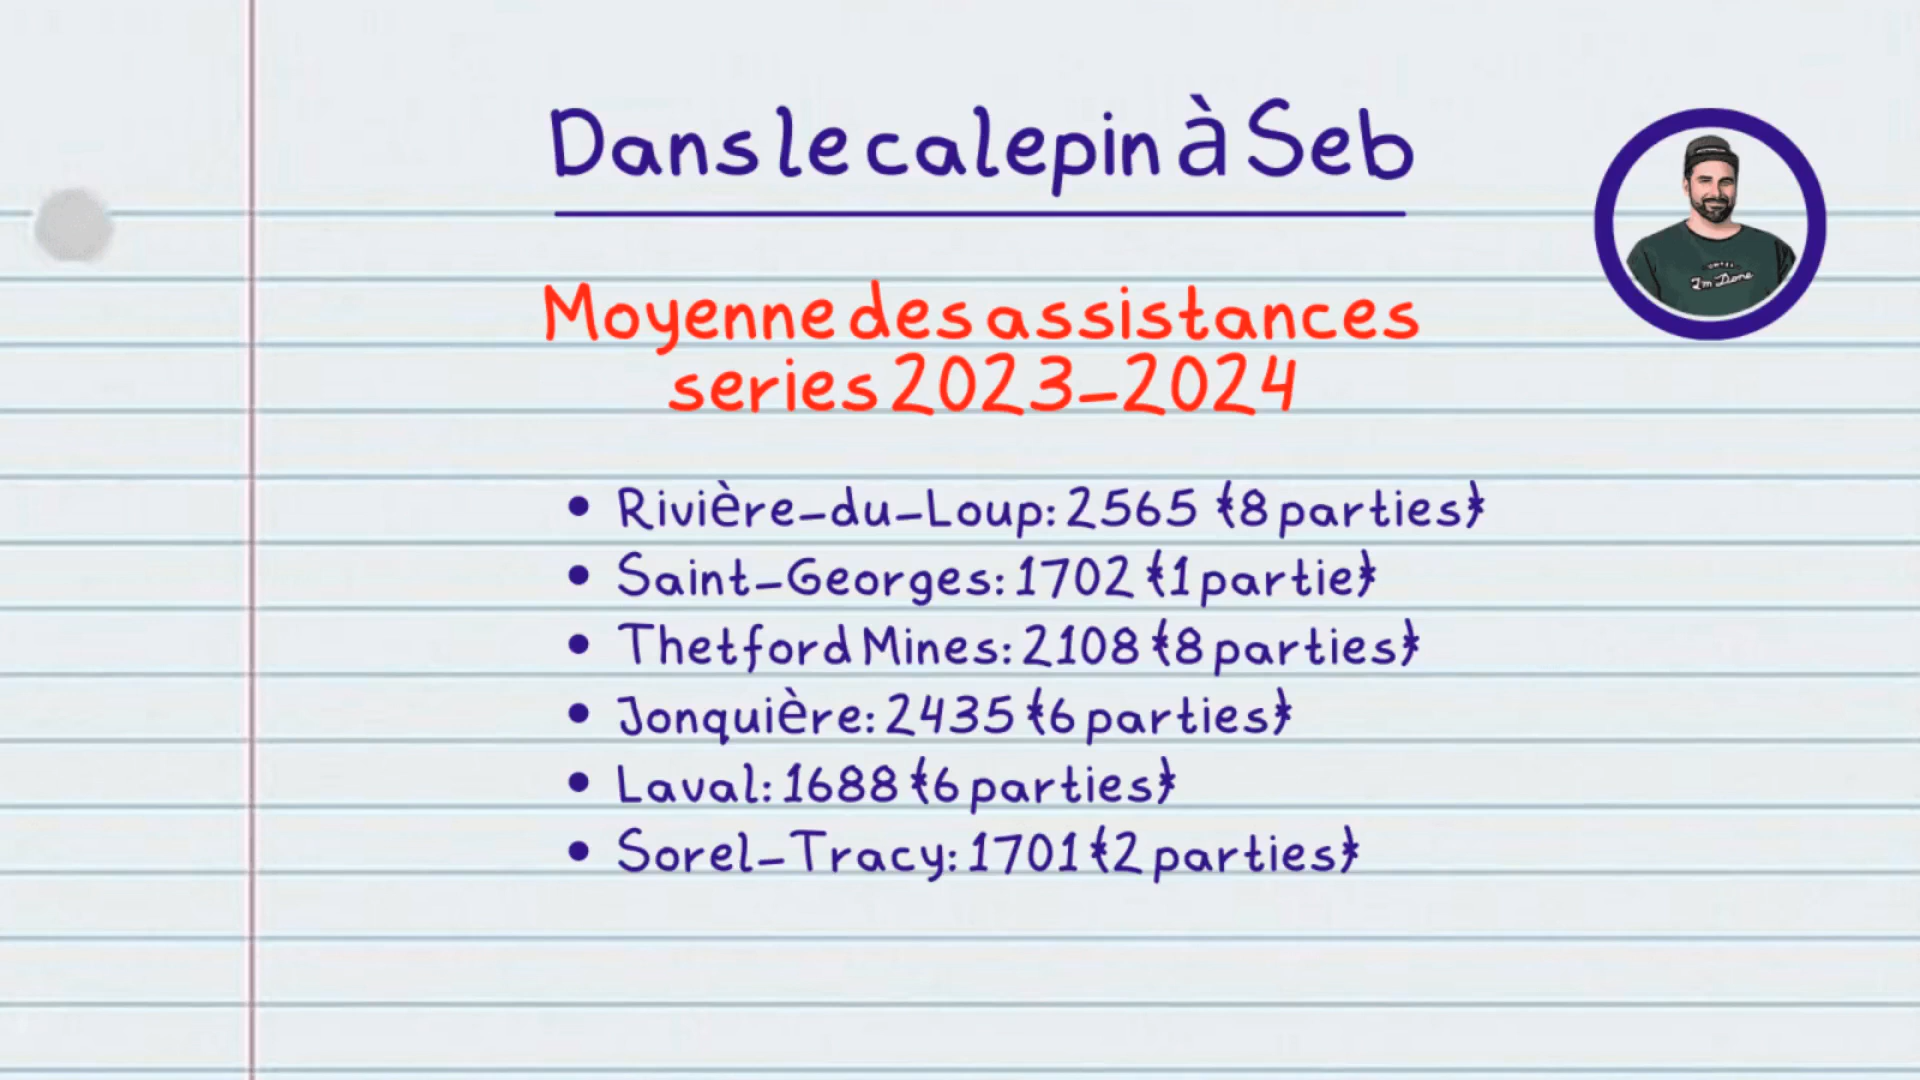 Dans le calepin à Seb
I'm Done
Moyenne des assistances
series 2023-2024
• Rivière-du-Loup: 2565 {8 parties}
• Saint-Georges: 1702 {1 partie}
• Thetford Mines: 2108 {8 parties}
• Jonquière: 2435 {6 parties}
• Laval: 1688 {6 parties}
• Sorel-Tracy: 1701 {2 parties}